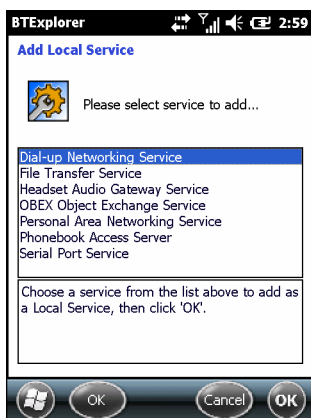 BTExplorer 2:59
Add Local Service
Please select service to add...
Dial-up Networking Service
File Transfer Service
Headset Audio Gateway Service
OBEX Object Exchange Service
Personal Area Networking Service
Phonebook Access Server
Serial Port Service
Choose a service from the list above to add as
a Local Service, then click 'OK'.
OK Cancel OK